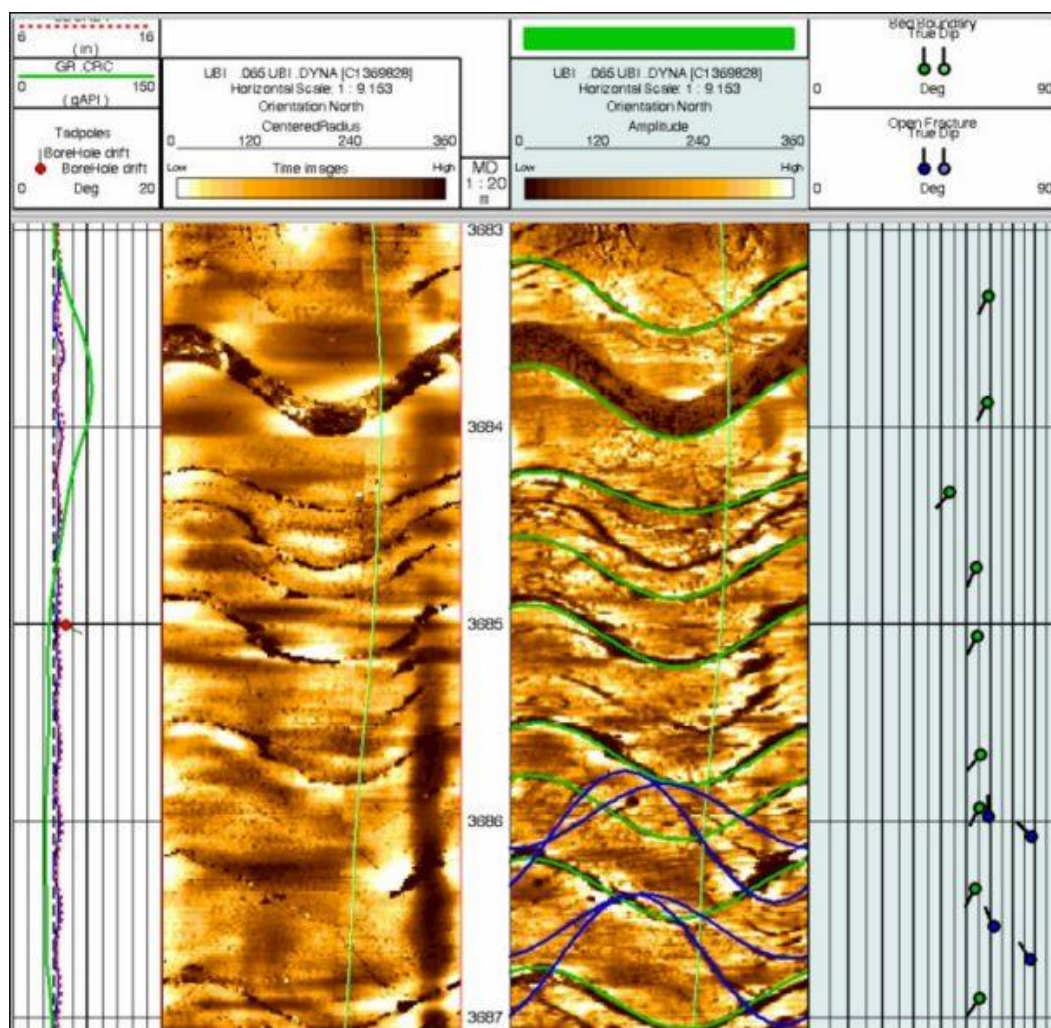 6 16
(in)
GR .CRC
0 150
(gAPI)
Tadpoles
BoreHole drift
BoreHole drift
0 Deg 20
UBI .065 UBI .DYNA [C1369828]
Horizontal Scale: 1 : 9.153
Orientation North
CenteredRadius
0 120 240 360
Low High
Time images
MD
1 : 20
m
UBI .065 UBI .DYNA [C1369828]
Horizontal Scale: 1 : 9.153
Orientation North
Amplitude
0 120 240 360
Low High
Bed Boundary
True Dip
0 Deg 90
Open Fracture
True Dip
0 Deg 90
3683
3684
3685
3686
3687